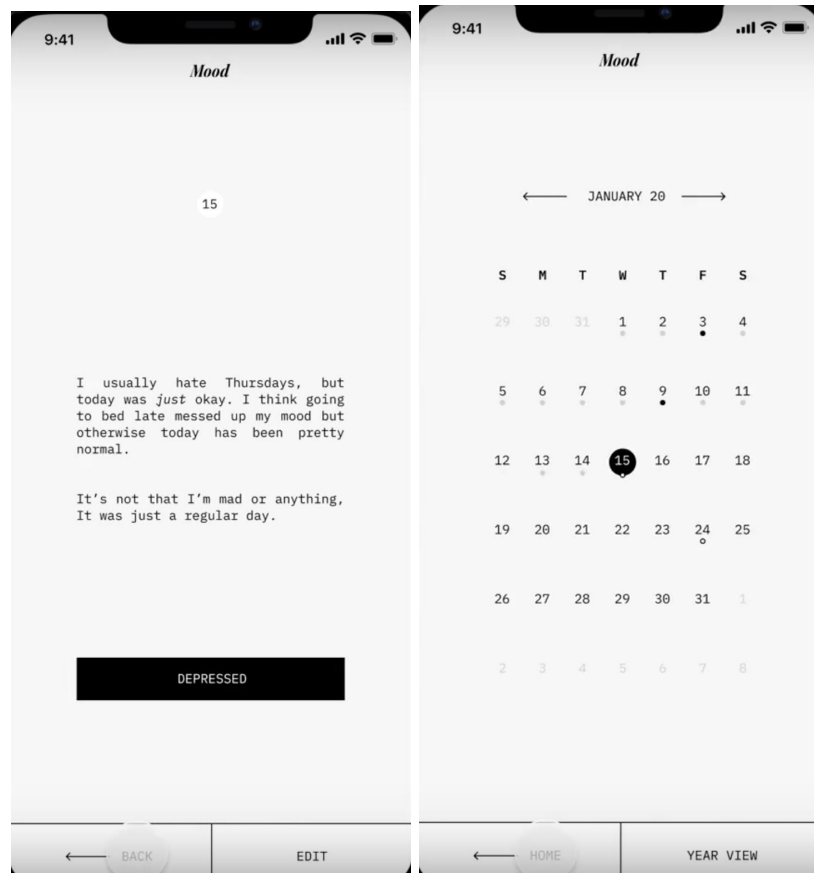 9:41
Mood
15
I usually hate Thursdays, but
today was just okay. I think going
to bed late messed up my mood but
otherwise today has been pretty
normal.
It's not that I'm mad or anything,
It was just a regular day.
DEPRESSED
BACK
EDIT
9:41
Mood
JANUARY 20
S M T W T F S
29 30 31 1 2 3 4
5 6 7 8 9 10 11
12 13 14 15 16 17 18
19 20 21 22 23 24 25
26 27 28 29 30 31 1
2 3 4 5 6 7 8
HOME
YEAR VIEW